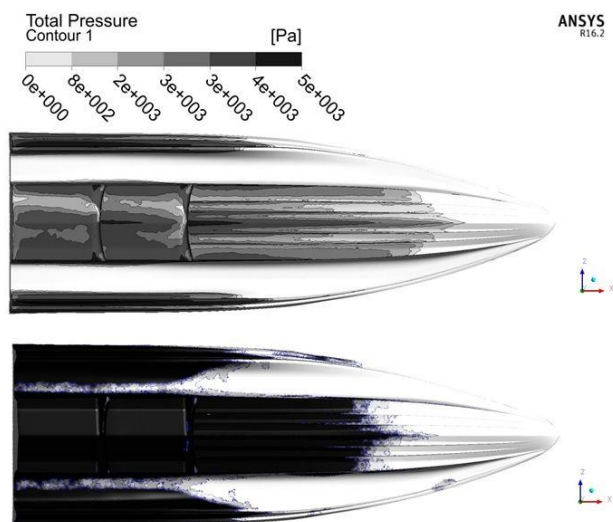 Total Pressure
Contour 1
[Pa]
ANSYS
R16.2
0e+000
8e+002
2e+003
3e+003
3e+003
4e+003
5e+003
Z
X
Z
X